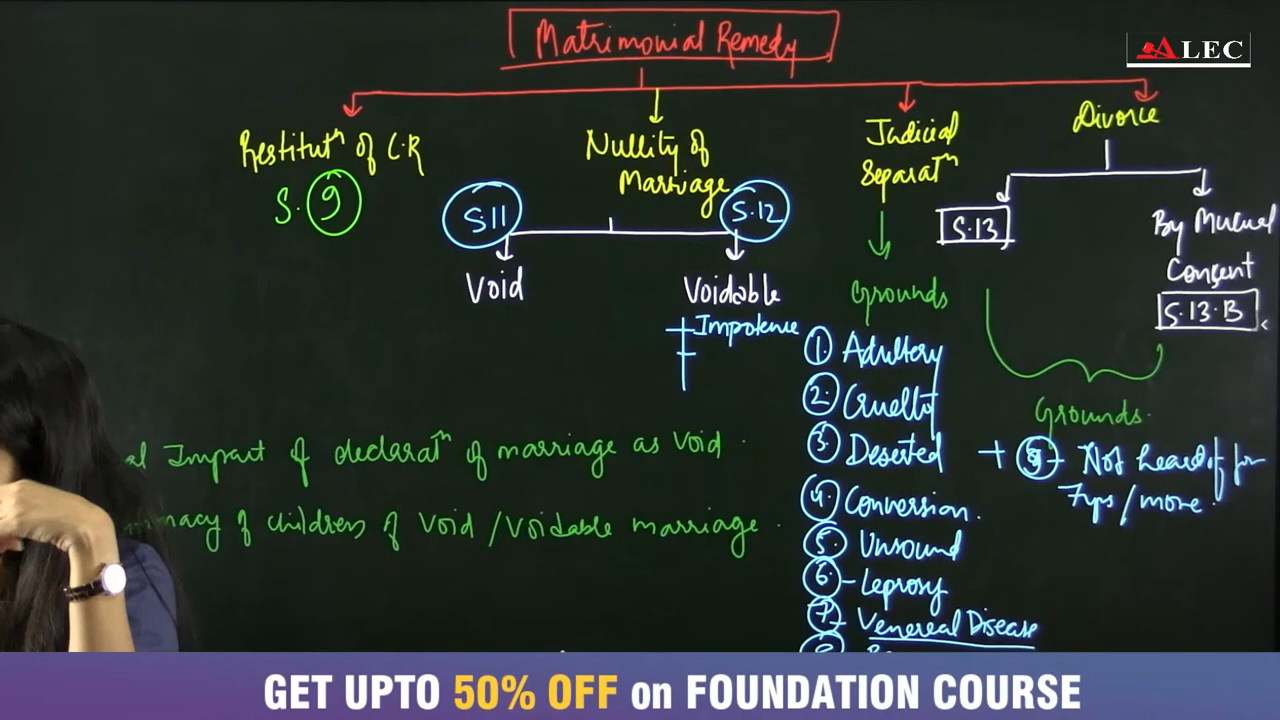 Matrimonial Remedy
ALEC
Restitutⁿ of C.R
S. 9
Nullity of
Marriage
S.11
S.12
Void
Voidable
Impotence
Judicial
Separatⁿ
Grounds
1. Adultery
2. Cruelty
3 Deserted
4. Conversion.
5. Unsound
6. - Leprosy
7 - Venereal Disease
8
Divorce
S.13
By Mutual
Consent
S.13.B
Grounds.
+ 9 - Not heard of for
7yrs/more.
al Impact of declaratⁿ of marriage as Void.
macy of children of Void / Voidable marriage.
GET UPTO 50% OFF on FOUNDATION COURSE